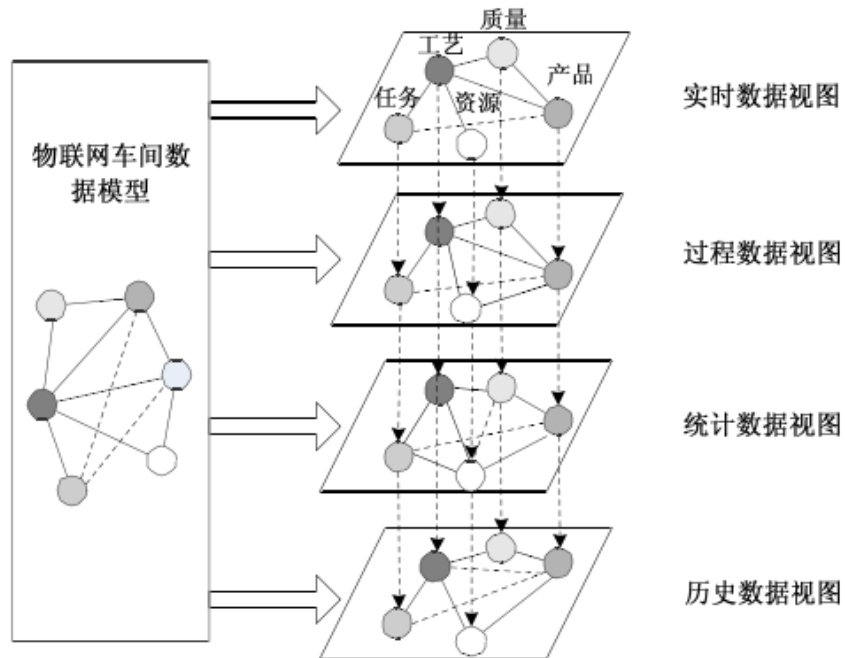 质量
工艺
产品
任务
资源
实时数据视图
物联网车间数
据模型
过程数据视图
统计数据视图
历史数据视图